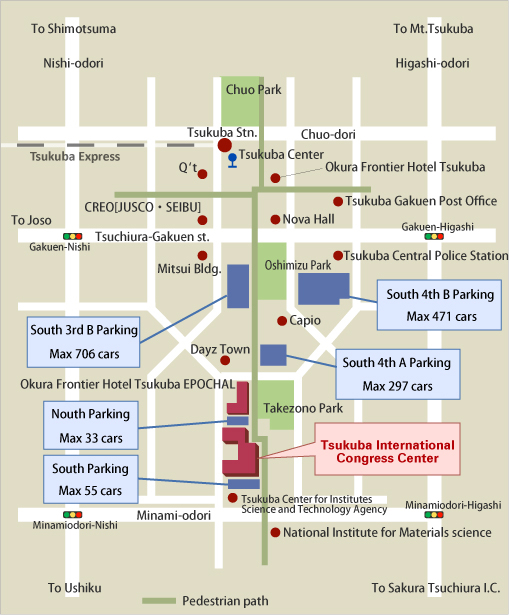 To Shimotsuma
To Mt.Tsukuba
Nishi-odori
Higashi-odori
Chuo Park
Tsukuba Stn.
Chuo-dori
Tsukuba Express
Tsukuba Center
Q't
Okura Frontier Hotel Tsukuba
Tsukuba Gakuen Post Office
CREO[JUSCO・SEIBU]
To Joso
Nova Hall
Gakuen-Higashi
Tsuchiura-Gakuen st.
Gakuen-Nishi
Tsukuba Central Police Station
Mitsui Bldg.
Oshimizu Park
South 4th B Parking
Max 471 cars
South 3rd B Parking
Max 706 cars
Capio
Dayz Town
South 4th A Parking
Max 297 cars
Okura Frontier Hotel Tsukuba EPOCHAL
Takezono Park
Nouth Parking
Max 33 cars
Tsukuba International
Congress Center
South Parking
Max 55 cars
Tsukuba Center for Institutes
Science and Technology Agency
Minamiodori-Higashi
Minami-odori
Minamiodori-Nishi
National Institute for Materials science
To Ushiku
To Sakura Tsuchiura I.C.
Pedestrian path